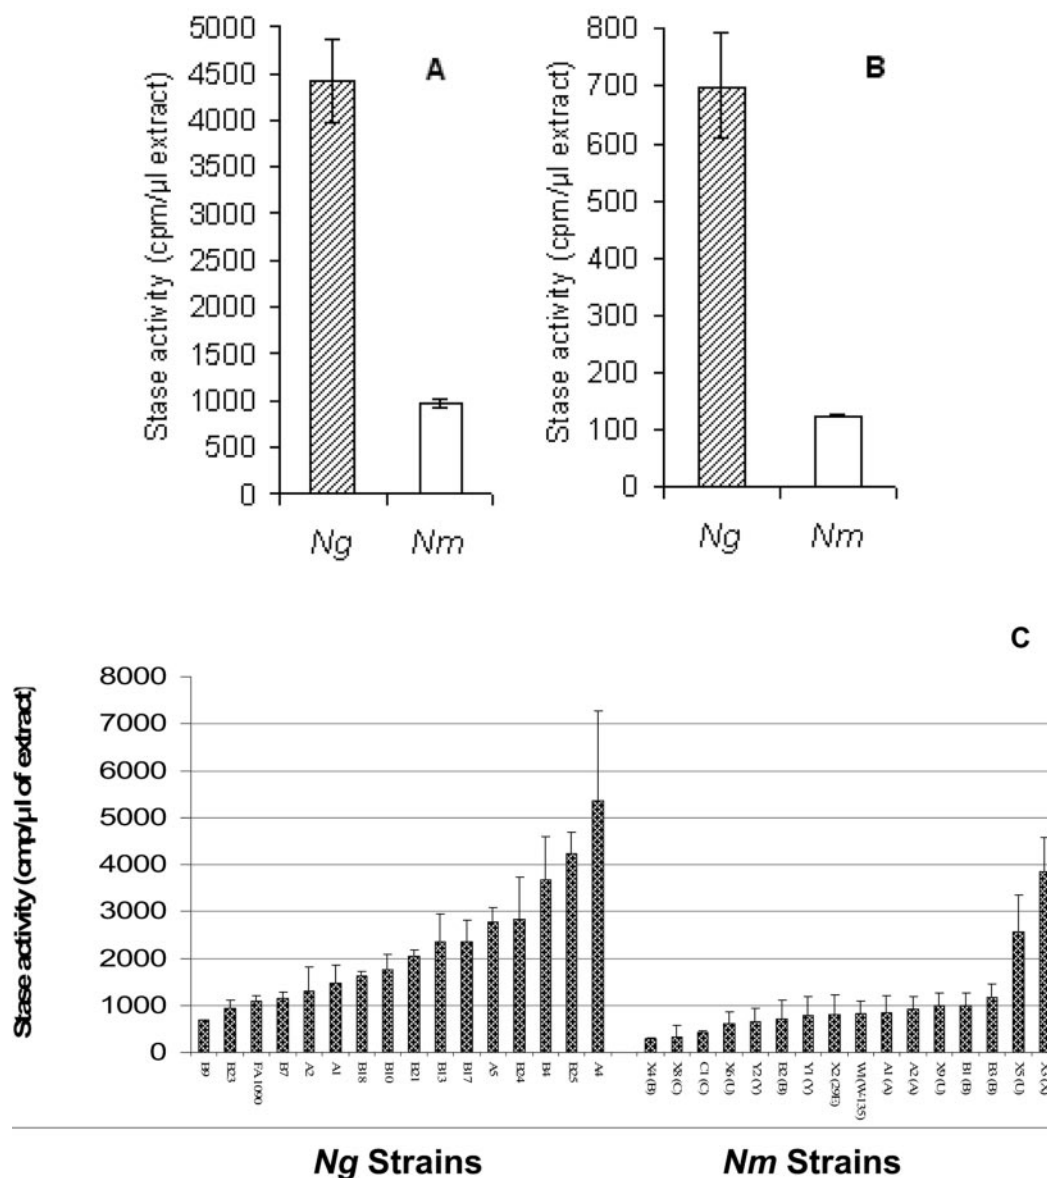 A
Stase activity (cpm/µl extract)
5000
4500
4000
3500
3000
2500
2000
1500
1000
500
0
Ng Nm
B
Stase activity (cpm/µl extract)
800
700
600
500
400
300
200
100
0
Ng Nm
C
Stase activity (cmp/µl of extract)
8000
7000
6000
5000
4000
3000
2000
1000
0
B9 B23 FA1090 B7 A2 A1 B18 B10 B21 B13 B17 A5 B24 B4 B25 A4 X4 (B) X8 (C) C1 (C) X6 (U) Y2 (Y) B2 (B) Y1 (Y) X2 (29E) W1(W-135) A1 (A) A2 (A) X9 (U) B1 (B) B3 (B) X5 (U)
Ng Strains Nm Strains